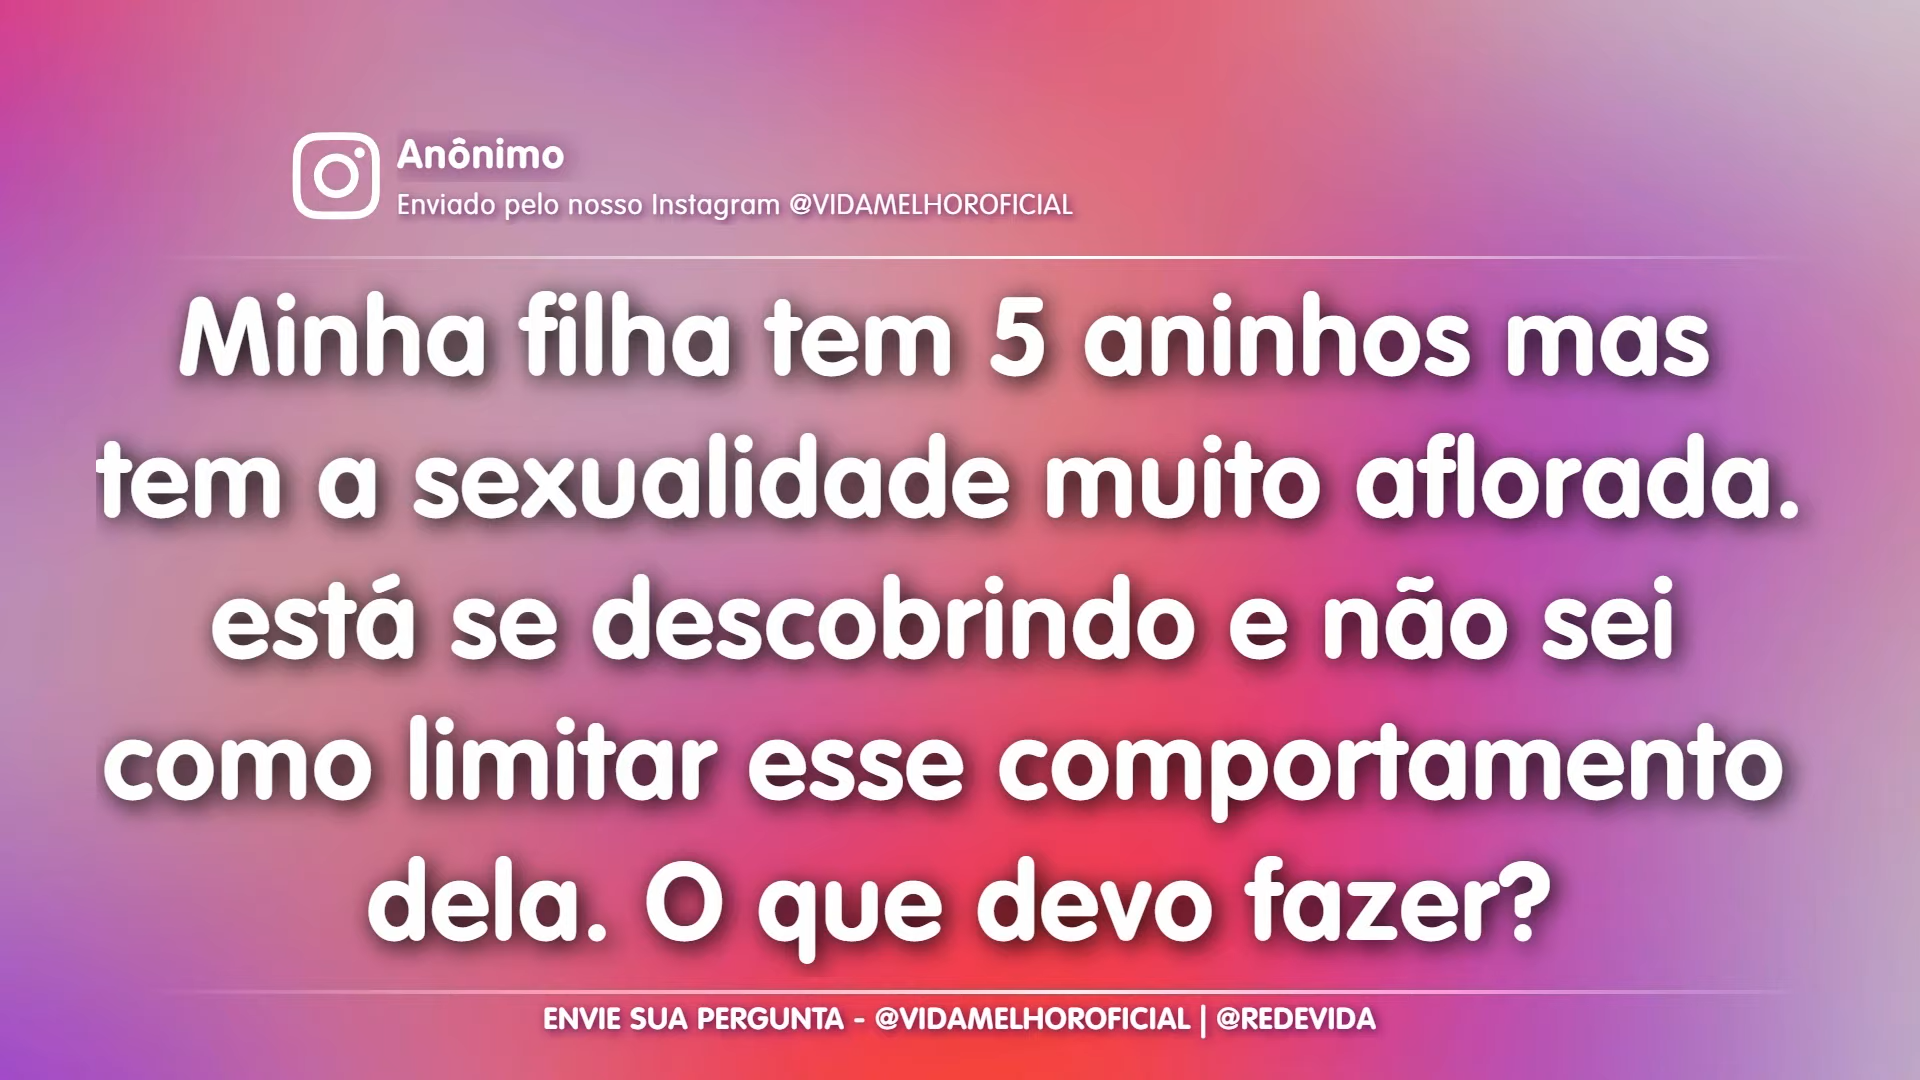 Anônimo
Enviado pelo nosso Instagram @VIDAMELHOROFICIAL
Minha filha tem 5 aninhos mas
tem a sexualidade muito aflorada.
está se descobrindo e não sei
como limitar esse comportamento
dela. O que devo fazer?
ENVIE SUA PERGUNTA - @VIDAMELHOROFICIAL | @REDEVIDA